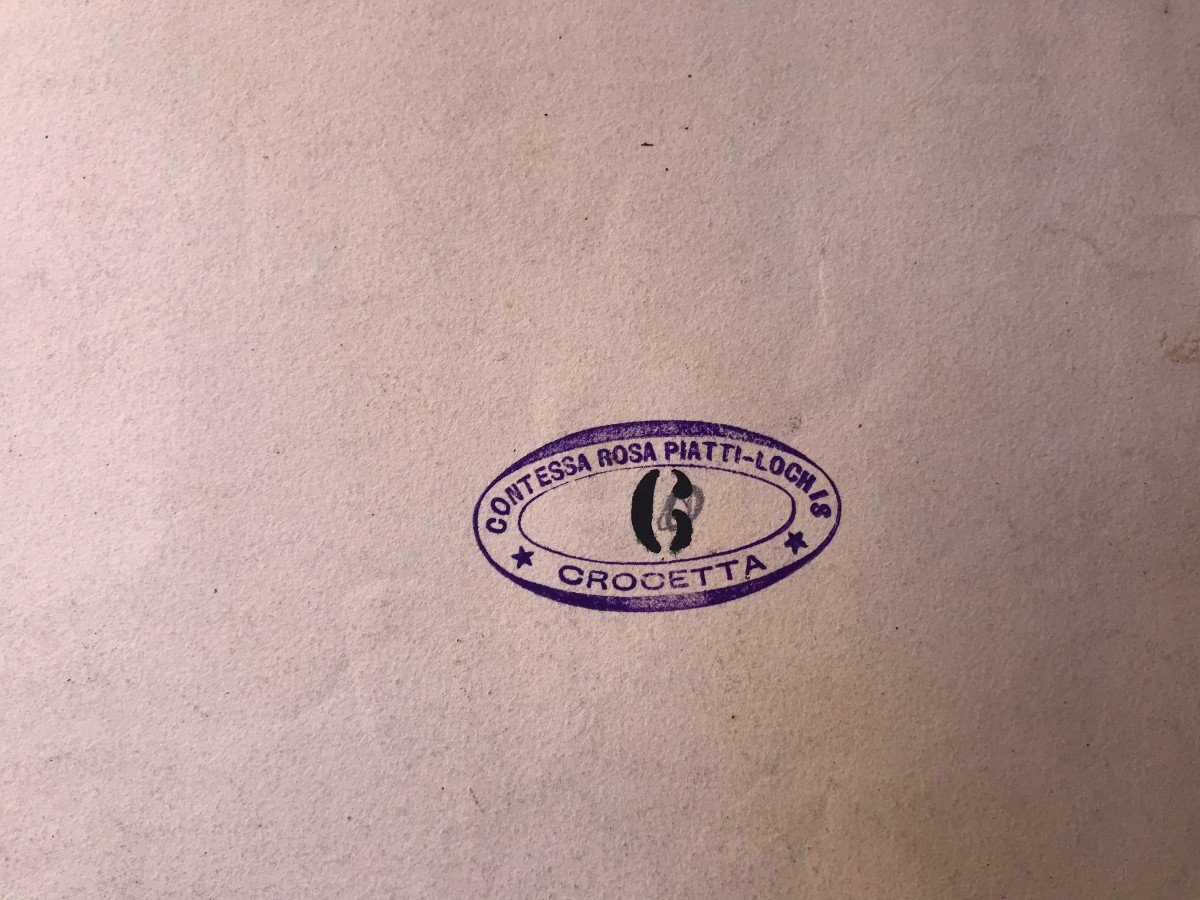 CONTESSA ROSA PIATTI-LOCHIS
6
CROCETTA